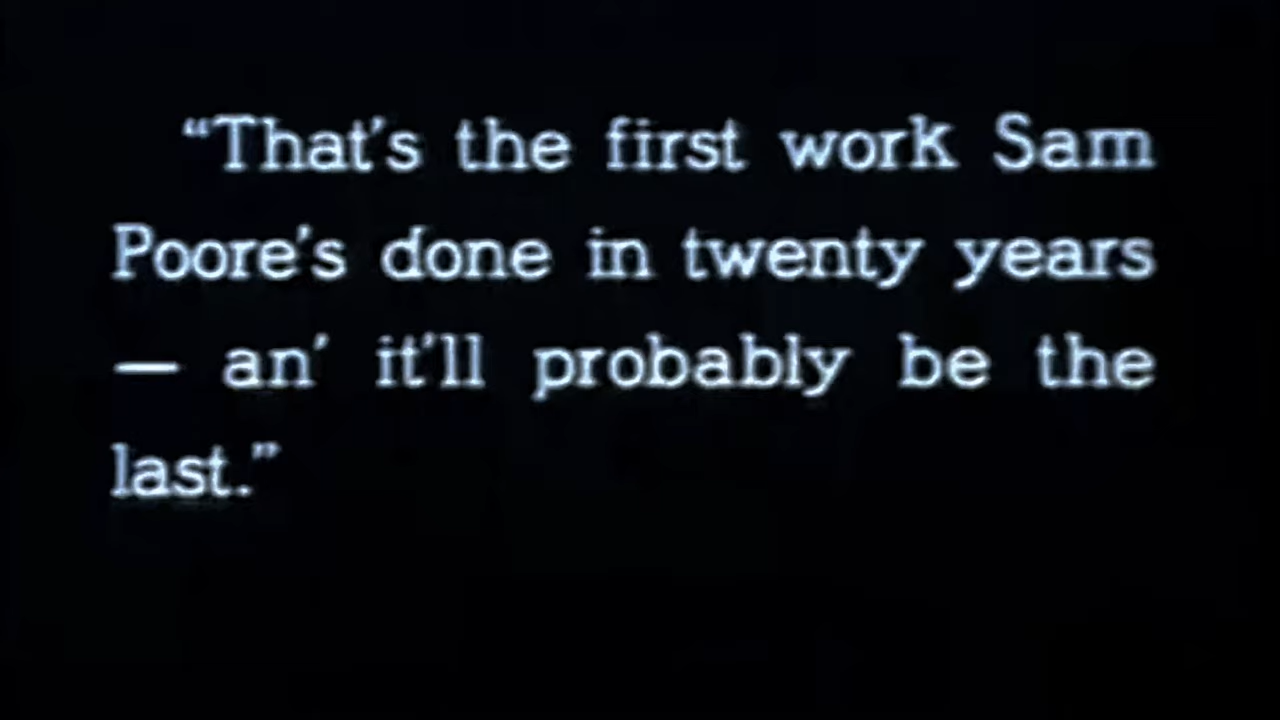 “That’s the first work Sam
Poore’s done in twenty years
— an’ it’ll probably be the
last.”